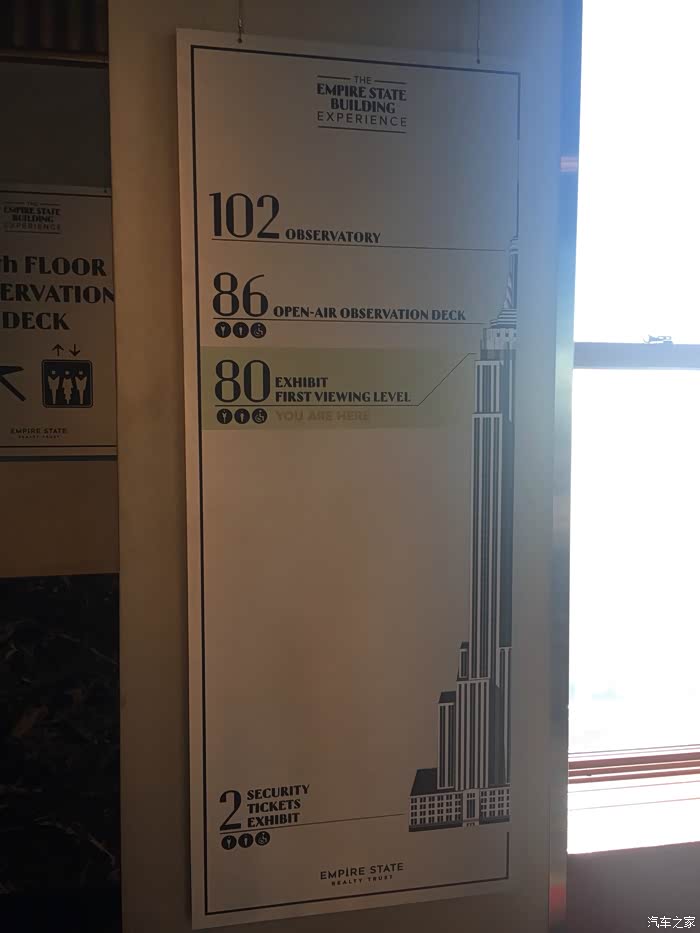 THE
EMPIRE STATE
BUILDING
EXPERIENCE
102 OBSERVATORY
86 OPEN-AIR OBSERVATION DECK
80 EXHIBIT
FIRST VIEWING LEVEL
YOU ARE HERE
2 SECURITY
TICKETS
EXHIBIT
EMPIRE STATE
REALTY TRUST
THE
EMPIRE STATE
BUILDING
EXPERIENCE
th FLOOR
ERVATION
DECK
EMPIRE STATE
REALTY TRUST
汽车之家